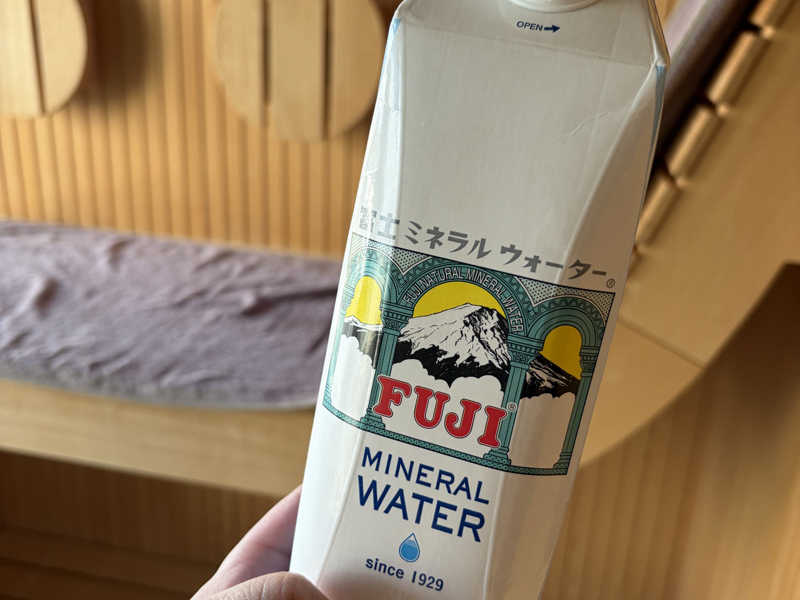 OPEN
富士ミネラルウォーター®
FUJI NATURAL MINERAL WATER
FUJI®
MINERAL
WATER
since 1929